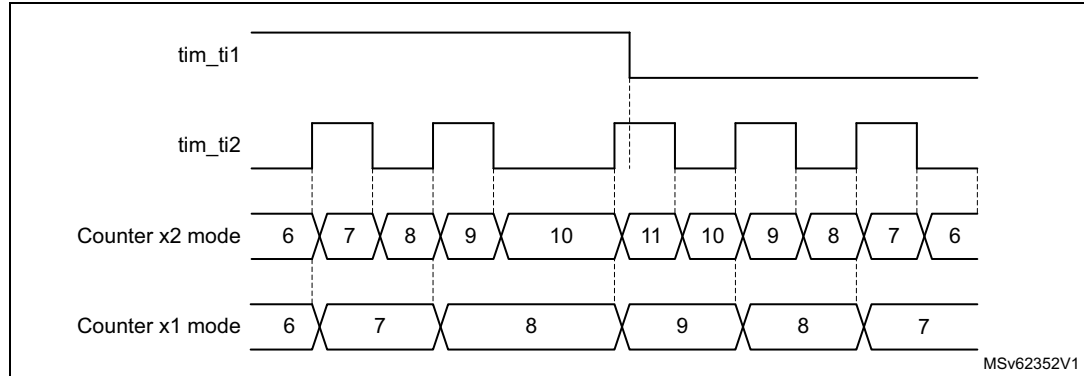 tim_ti1
tim_ti2
Counter x2 mode 6 7 8 9 10 11 10 9 8 7 6
Counter x1 mode 6 7 8 9 8 7
MSv62352V1